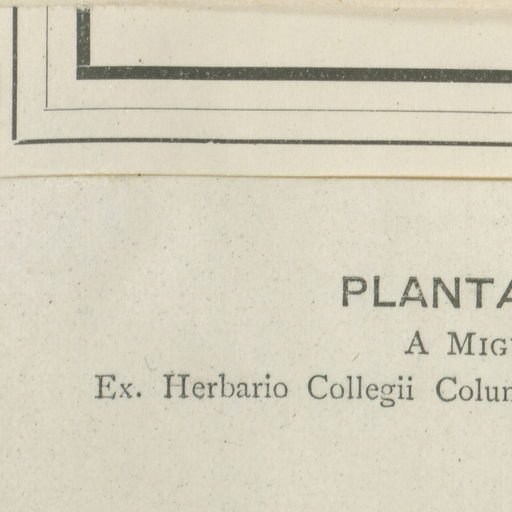 PLANTA
A MIG
Ex. Herbario Collegii Colum